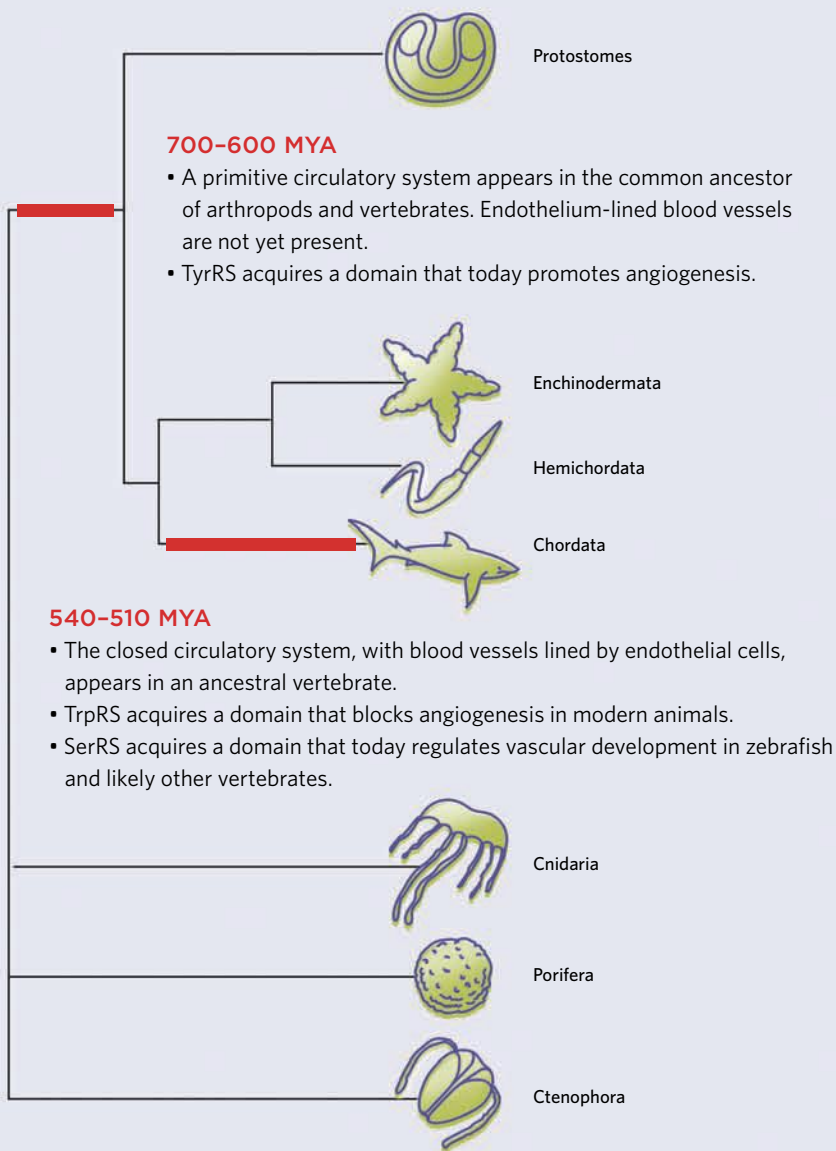 Protostomes
700–600 MYA
• A primitive circulatory system appears in the common ancestor
of arthropods and vertebrates. Endothelium-lined blood vessels
are not yet present.
• TyrRS acquires a domain that today promotes angiogenesis.
Enchinodermata
Hemichordata
Chordata
540–510 MYA
• The closed circulatory system, with blood vessels lined by endothelial cells,
appears in an ancestral vertebrate.
• TrpRS acquires a domain that blocks angiogenesis in modern animals.
• SerRS acquires a domain that today regulates vascular development in zebrafish
and likely other vertebrates.
Cnidaria
Porifera
Ctenophora